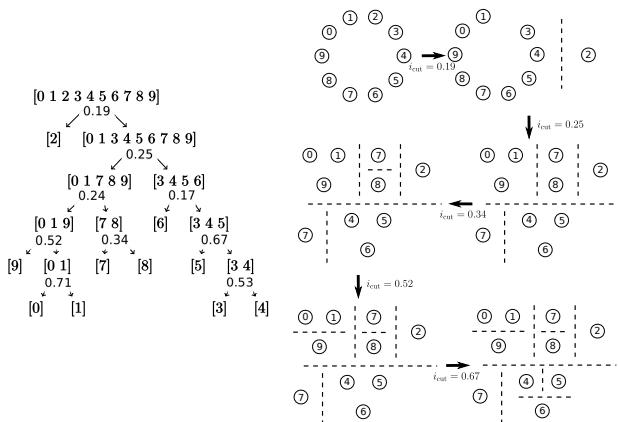 [0 1 2 3 4 5 6 7 8 9]
0.19
[2] [0 1 3 4 5 6 7 8 9]
0.25
[0 1 7 8 9] [3 4 5 6]
0.24 0.17
[0 1 9] [7 8] [6] [3 4 5]
0.52 0.34 0.67
[9] [0 1] [7] [8] [5] [3 4]
0.71 0.53
[0] [1] [3] [4]
1 2
0 3
9 4
8 5
7 6
i_cut = 0.19
1
0 3
9 4 2
8 5
7 6
i_cut = 0.25
0 1 7
2
9 8
4 5
7
6
i_cut = 0.34
0 1 7
2
9 8
4 5
7
6
i_cut = 0.52
0 1 7
2
9 8
4 5
7
6
i_cut = 0.67
0 1 7
2
9 8
4 5
7
6